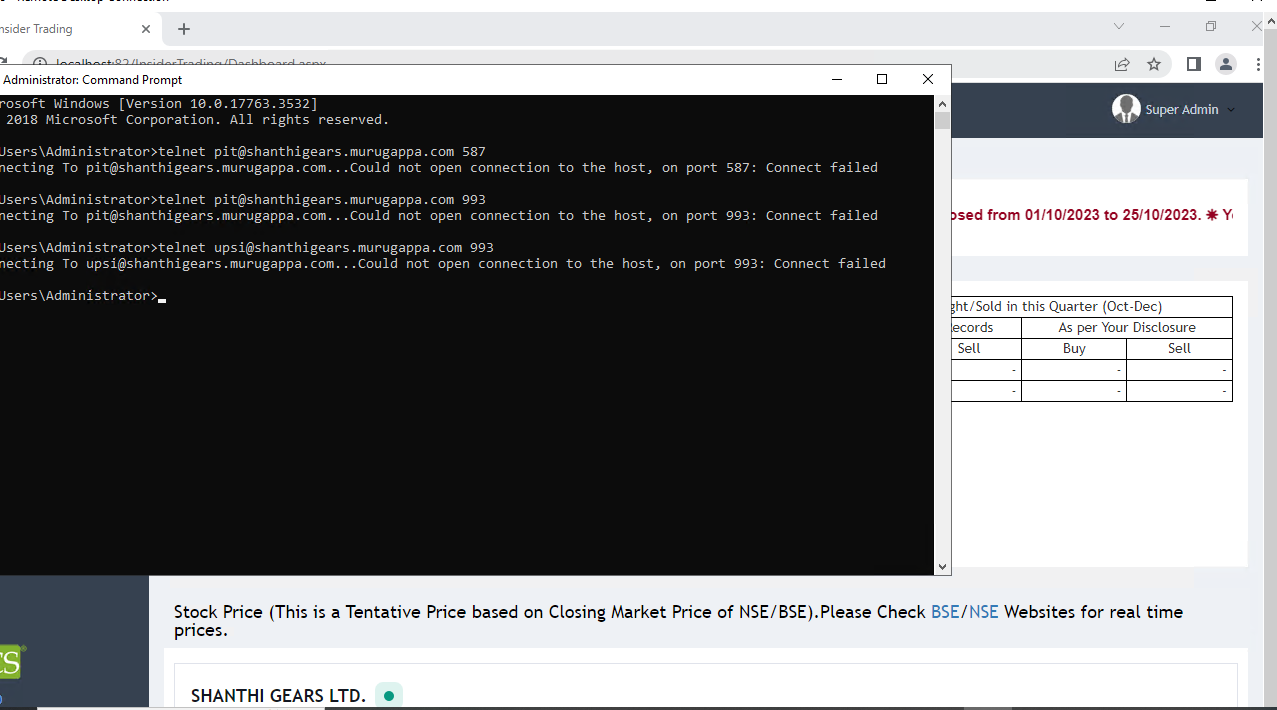 nsider Trading
localhost:82/InsiderTrading/Dashboard.aspx
Administrator: Command Prompt
rosoft Windows [Version 10.0.17763.3532]
2018 Microsoft Corporation. All rights reserved.
Users\Administrator>telnet pit@shanthigears.murugappa.com 587
necting To pit@shanthigears.murugappa.com...Could not open connection to the host, on port 587: Connect failed
Users\Administrator>telnet pit@shanthigears.murugappa.com 993
necting To pit@shanthigears.murugappa.com...Could not open connection to the host, on port 993: Connect failed
Users\Administrator>telnet upsi@shanthigears.murugappa.com 993
necting To upsi@shanthigears.murugappa.com...Could not open connection to the host, on port 993: Connect failed
Users\Administrator>
Super Admin
osed from 01/10/2023 to 25/10/2023. ✷ Y
ght/Sold in this Quarter (Oct-Dec)
ecords As per Your Disclosure
Sell Buy Sell
- - -
- - -
Stock Price (This is a Tentative Price based on Closing Market Price of NSE/BSE).Please Check BSE/NSE Websites for real time
prices.
CS
SHANTHI GEARS LTD.